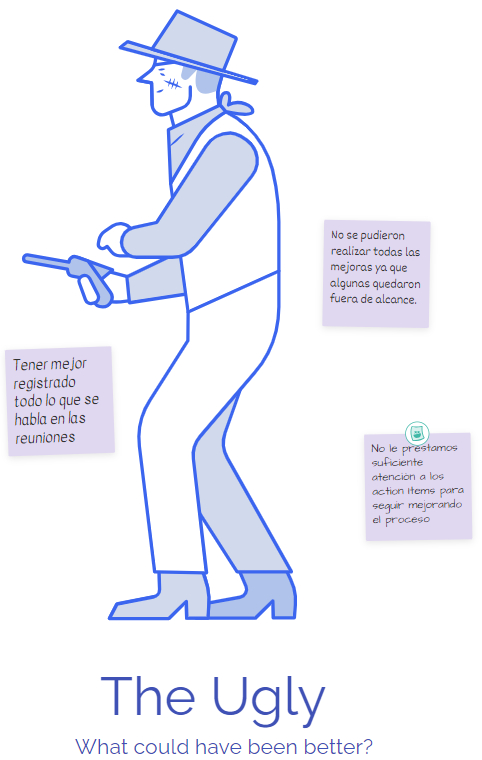 No se pudieron
realizar todas las
mejoras ya que
algunas quedaron
fuera de alcance.
Tener mejor
registrado
todo lo que se
habla en las
reuniones
No le prestamos
suficiente
atención a los
action items para
seguir mejorando
el proceso
The Ugly
What could have been better?